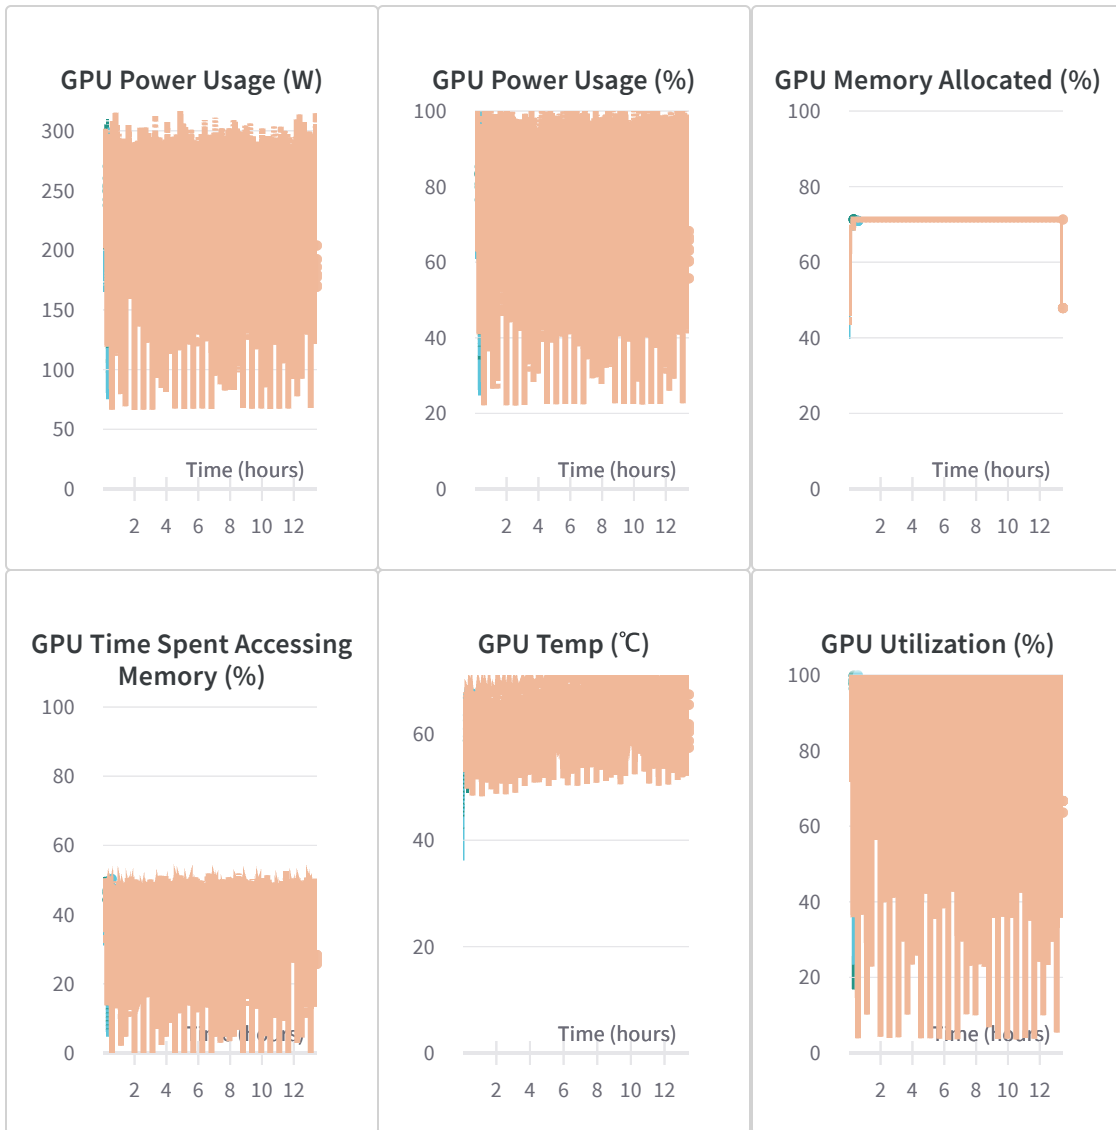 GPU Power Usage (W)
300
250
200
150
100
50
0
Time (hours)
2 4 6 8 10 12
GPU Power Usage (%)
100
80
60
40
20
0
Time (hours)
2 4 6 8 10 12
GPU Memory Allocated (%)
100
80
60
40
20
0
Time (hours)
2 4 6 8 10 12
GPU Time Spent Accessing
Memory (%)
100
80
60
40
20
0
Time (hours)
2 4 6 8 10 12
GPU Temp (℃)
60
40
20
0
Time (hours)
2 4 6 8 10 12
GPU Utilization (%)
100
80
60
40
20
0
Time (hours)
2 4 6 8 10 12